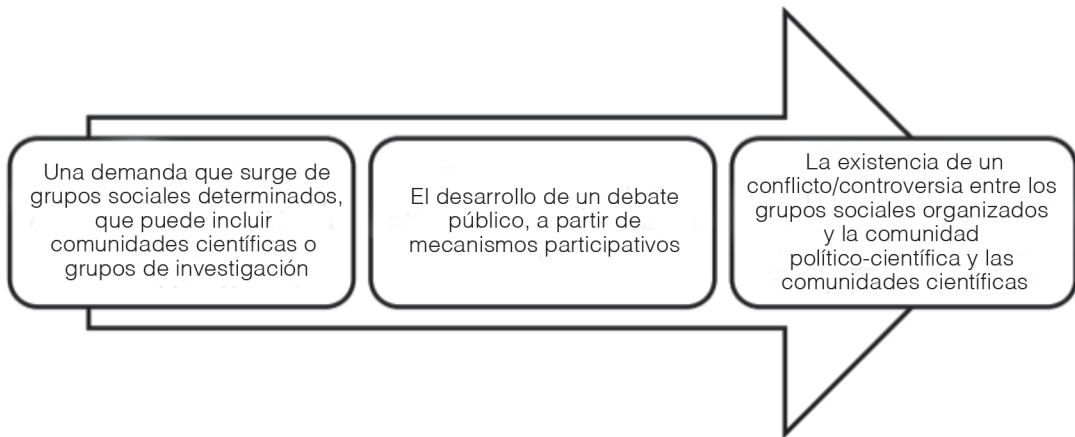 Una demanda que surge de
grupos sociales determinados,
que puede incluir
comunidades científicas o
grupos de investigación
El desarrollo de un debate
público, a partir de
mecanismos participativos
La existencia de un
conflicto/controversia entre los
grupos sociales organizados
y la comunidad
político-científica y las
comunidades científicas